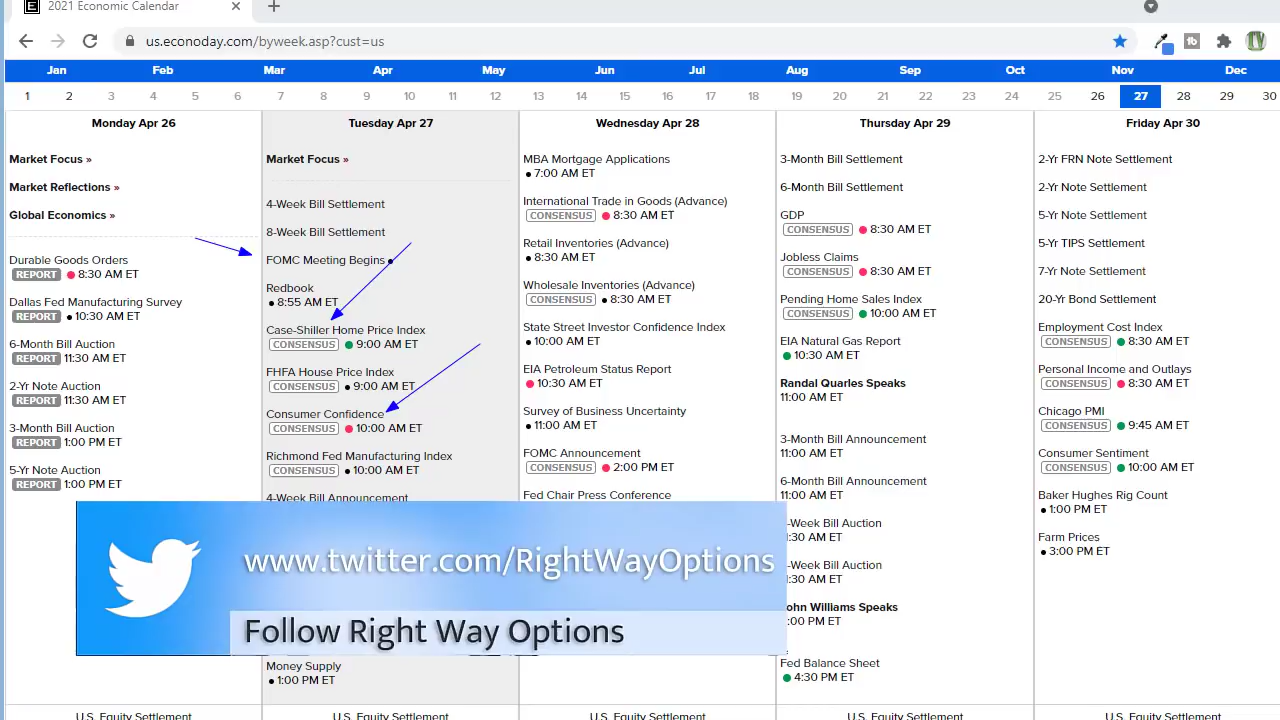 2021 Economic Calendar
us.econoday.com/byweek.asp?cust=us
Jan Feb Mar Apr May Jun Jul Aug Sep Oct Nov Dec
1 2 3 4 5 6 7 8 9 10 11 12 13 14 15 16 17 18 19 20 21 22 23 24 25 26 27 28 29 30
Monday Apr 26
Market Focus »
Market Reflections »
Global Economics »
Durable Goods Orders
REPORT 8:30 AM ET
Dallas Fed Manufacturing Survey
REPORT 10:30 AM ET
6-Month Bill Auction
REPORT 11:30 AM ET
2-Yr Note Auction
REPORT 11:30 AM ET
3-Month Bill Auction
REPORT 1:00 PM ET
5-Yr Note Auction
REPORT 1:00 PM ET
U.S. Equity Settlement
Tuesday Apr 27
Market Focus »
4-Week Bill Settlement
8-Week Bill Settlement
FOMC Meeting Begins
Redbook
8:55 AM ET
Case-Shiller Home Price Index
CONSENSUS 9:00 AM ET
FHFA House Price Index
CONSENSUS 9:00 AM ET
Consumer Confidence
CONSENSUS 10:00 AM ET
Richmond Fed Manufacturing Index
CONSENSUS 10:00 AM ET
4-Week Bill Announcement
Money Supply
1:00 PM ET
U.S. Equity Settlement
Wednesday Apr 28
MBA Mortgage Applications
7:00 AM ET
International Trade in Goods (Advance)
CONSENSUS 8:30 AM ET
Retail Inventories (Advance)
8:30 AM ET
Wholesale Inventories (Advance)
CONSENSUS 8:30 AM ET
State Street Investor Confidence Index
10:00 AM ET
EIA Petroleum Status Report
10:30 AM ET
Survey of Business Uncertainty
11:00 AM ET
FOMC Announcement
CONSENSUS 2:00 PM ET
Fed Chair Press Conference
U.S. Equity Settlement
Thursday Apr 29
3-Month Bill Settlement
6-Month Bill Settlement
GDP
CONSENSUS 8:30 AM ET
Jobless Claims
CONSENSUS 8:30 AM ET
Pending Home Sales Index
CONSENSUS 10:00 AM ET
EIA Natural Gas Report
10:30 AM ET
Randal Quarles Speaks
11:00 AM ET
3-Month Bill Announcement
11:00 AM ET
6-Month Bill Announcement
11:00 AM ET
-Week Bill Auction
:30 AM ET
-Week Bill Auction
:30 AM ET
ohn Williams Speaks
:00 PM ET
Fed Balance Sheet
4:30 PM ET
U.S. Equity Settlement
Friday Apr 30
2-Yr FRN Note Settlement
2-Yr Note Settlement
5-Yr Note Settlement
5-Yr TIPS Settlement
7-Yr Note Settlement
20-Yr Bond Settlement
Employment Cost Index
CONSENSUS 8:30 AM ET
Personal Income and Outlays
CONSENSUS 8:30 AM ET
Chicago PMI
CONSENSUS 9:45 AM ET
Consumer Sentiment
CONSENSUS 10:00 AM ET
Baker Hughes Rig Count
1:00 PM ET
Farm Prices
3:00 PM ET
U.S. Equity Settlement
www.twitter.com/RightWayOptions
Follow Right Way Options